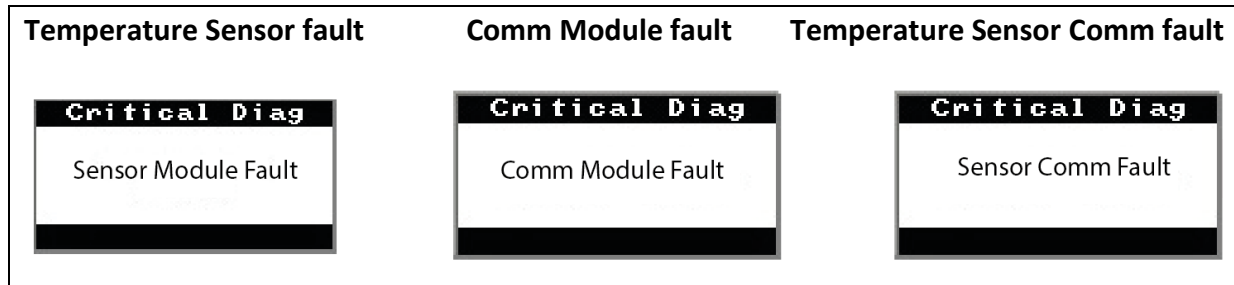 Temperature Sensor fault Comm Module fault Temperature Sensor Comm fault
Critical Diag Critical Diag Critical Diag
Sensor Module Fault Comm Module Fault Sensor Comm Fault